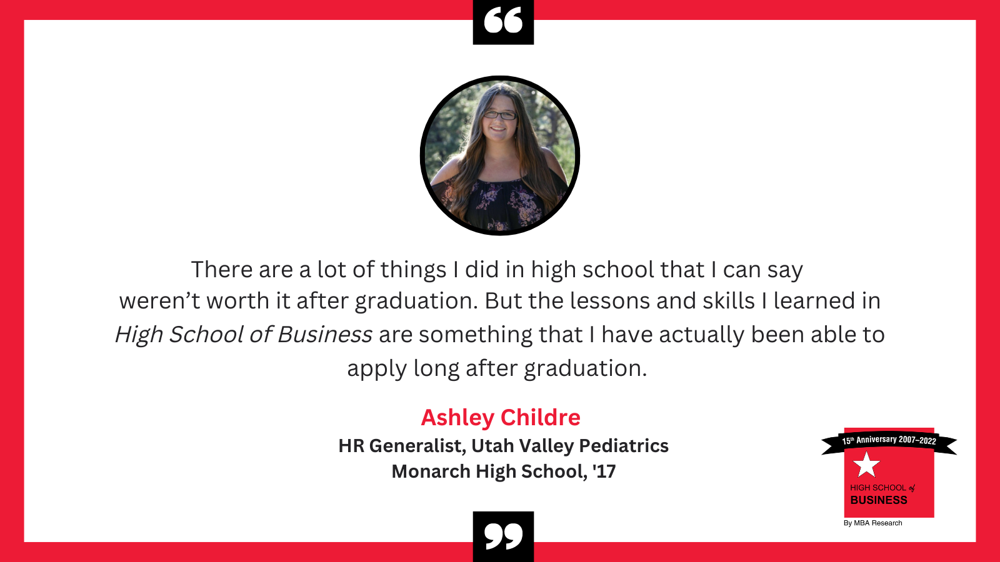 “
There are a lot of things I did in high school that I can say
weren’t worth it after graduation. But the lessons and skills I learned in
High School of Business are something that I have actually been able to
apply long after graduation.
Ashley Childre
HR Generalist, Utah Valley Pediatrics
Monarch High School, '17
15th Anniversary 2007–2022
HIGH SCHOOL of
BUSINESS
By MBA Research
”